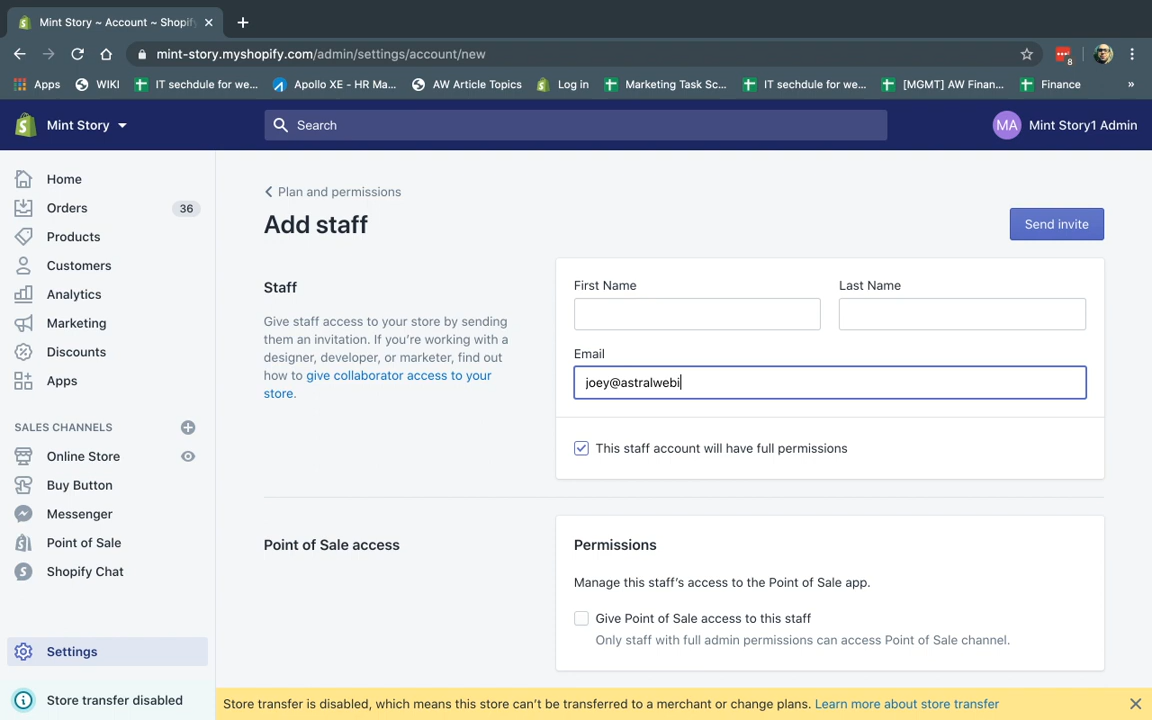 Mint Story ~ Account ~ Shopif
mint-story.myshopify.com/admin/settings/account/new
8
Apps
WIKI
IT sechdule for we...
Apollo XE - HR Ma...
AW Article Topics
Log in
Marketing Task Sc...
IT sechdule for we...
[MGMT] AW Finan...
Finance
»
Mint Story
Search
MA
Mint Story1 Admin
Home
Orders
36
Products
Customers
Analytics
Marketing
Discounts
Apps
SALES CHANNELS
Online Store
Buy Button
Messenger
Point of Sale
Shopify Chat
Settings
Store transfer disabled
Plan and permissions
Add staff
Send invite
Staff
Give staff access to your store by sending
them an invitation. If you're working with a
designer, developer, or marketer, find out
how to give collaborator access to your
store.
First Name
Last Name
Email
joey@astralwebi
This staff account will have full permissions
Point of Sale access
Permissions
Manage this staff's access to the Point of Sale app.
Give Point of Sale access to this staff
Only staff with full admin permissions can access Point of Sale channel.
Store transfer is disabled, which means this store can't be transferred to a merchant or change plans. Learn more about store transfer